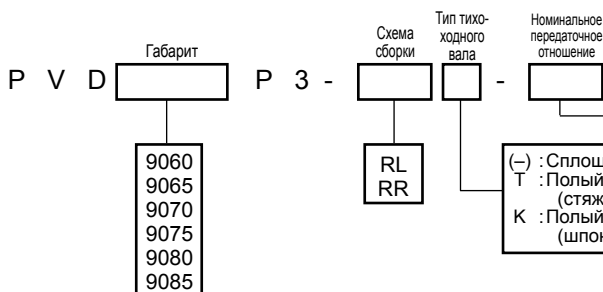 Габарит
Схема
сборки
Тип тихо-
ходного
вала
Номинальное
передаточное
отношение
P V D P 3 - -
9060
9065
9070
9075
9080
9085
RL
RR
(–) : Сплош
T : Полый
(стяж
K : Полый
(шпон